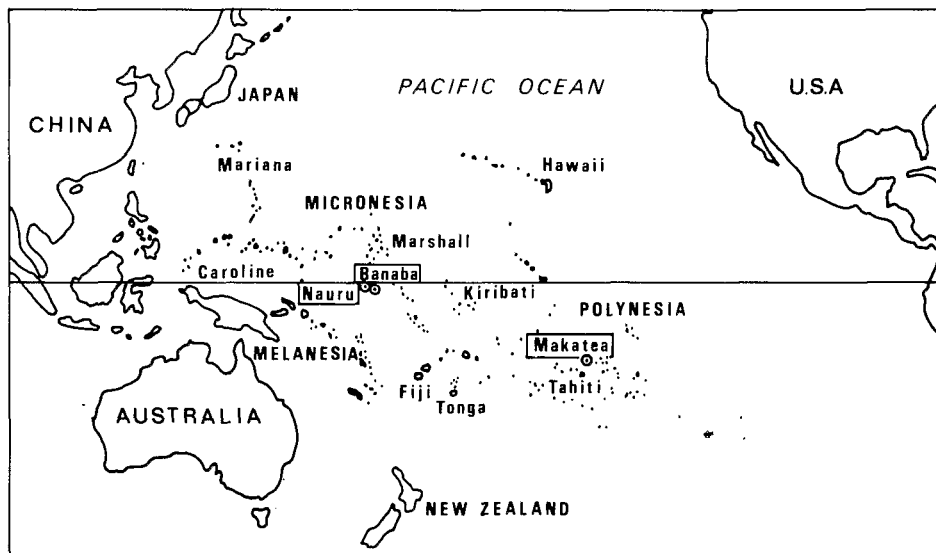 PACIFIC OCEAN
U.S.A
JAPAN
CHINA
Mariana
Hawaii
MICRONESIA
Marshall
Caroline
Banaba
Nauru
Kiribati
POLYNESIA
MELANESIA
Makatea
Fiji
Tonga
Tahiti
AUSTRALIA
NEW ZEALAND